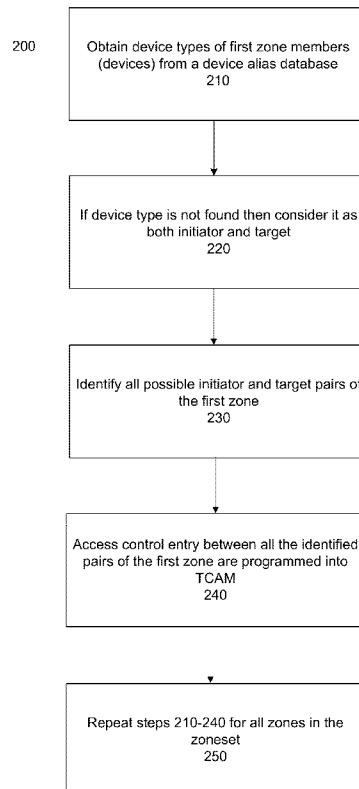 200
Obtain device types of first zone members
(devices) from a device alias database
210
If device type is not found then consider it as
both initiator and target
220
Identify all possible initiator and target pairs of
the first zone
230
Access control entry between all the identified
pairs of the first zone are programmed into
TCAM
240
Repeat steps 210-240 for all zones in the
zoneset
250